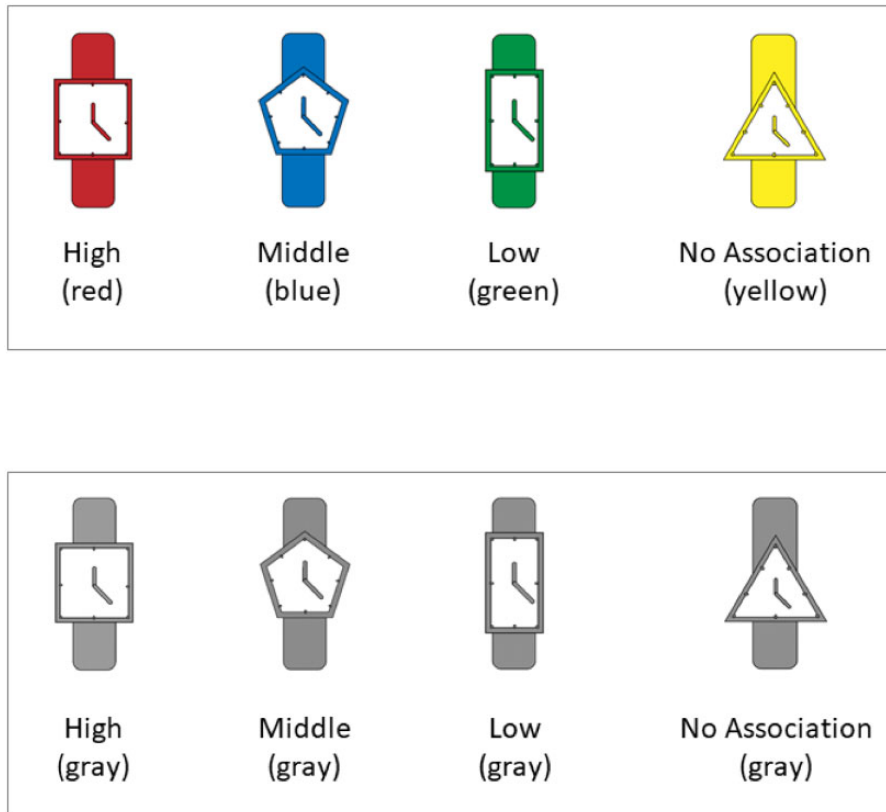 High
(red)
Middle
(blue)
Low
(green)
No Association
(yellow)
High
(gray)
Middle
(gray)
Low
(gray)
No Association
(gray)